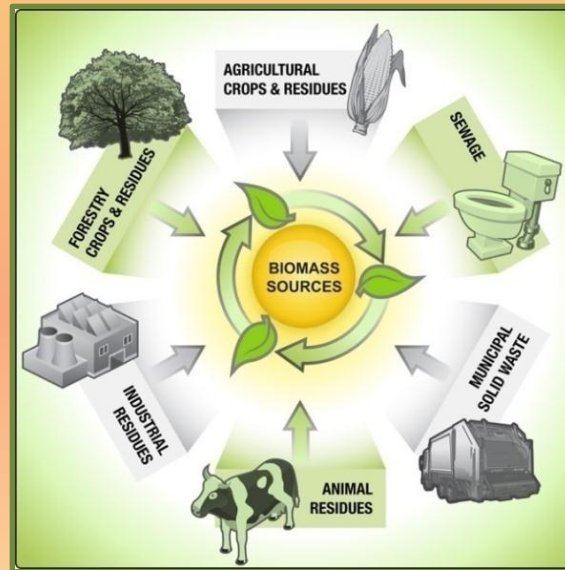 AGRICULTURAL
CROPS & RESIDUES
SEWAGE
FORESTRY
CROPS & RESIDUES
BIOMASS
SOURCES
MUNICIPAL
SOLID WASTE
INDUSTRIAL
RESIDUES
ANIMAL
RESIDUES